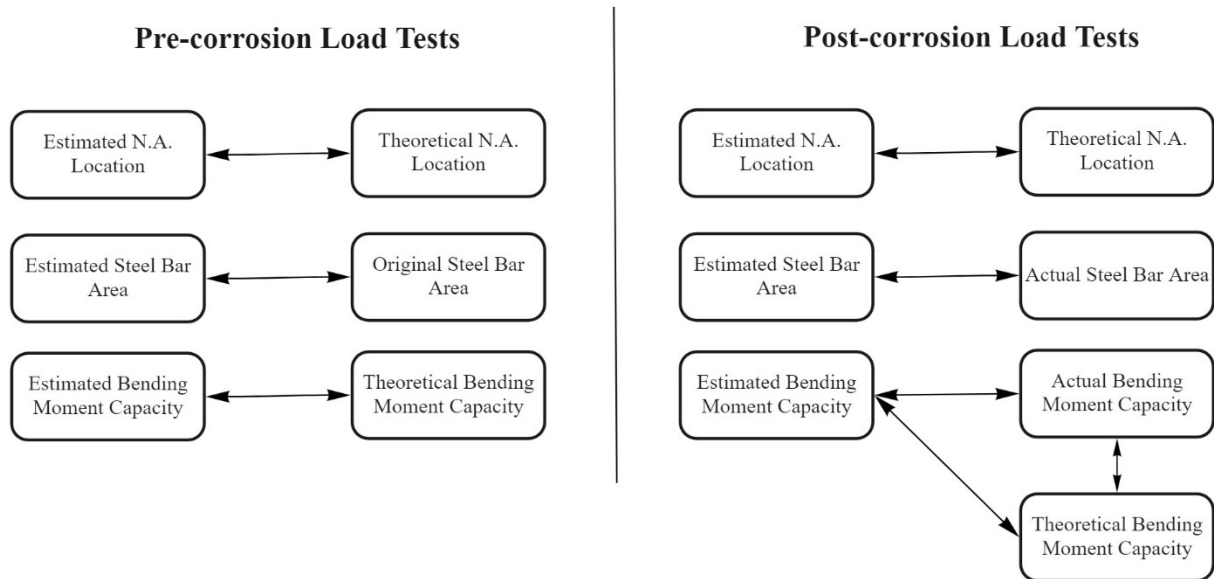 Pre-corrosion Load Tests
Estimated N.A.
Location
Theoretical N.A.
Location
Estimated Steel Bar
Area
Original Steel Bar
Area
Estimated Bending
Moment Capacity
Theoretical Bending
Moment Capacity
Post-corrosion Load Tests
Estimated N.A.
Location
Theoretical N.A.
Location
Estimated Steel Bar
Area
Actual Steel Bar Area
Estimated Bending
Moment Capacity
Actual Bending
Moment Capacity
Theoretical Bending
Moment Capacity